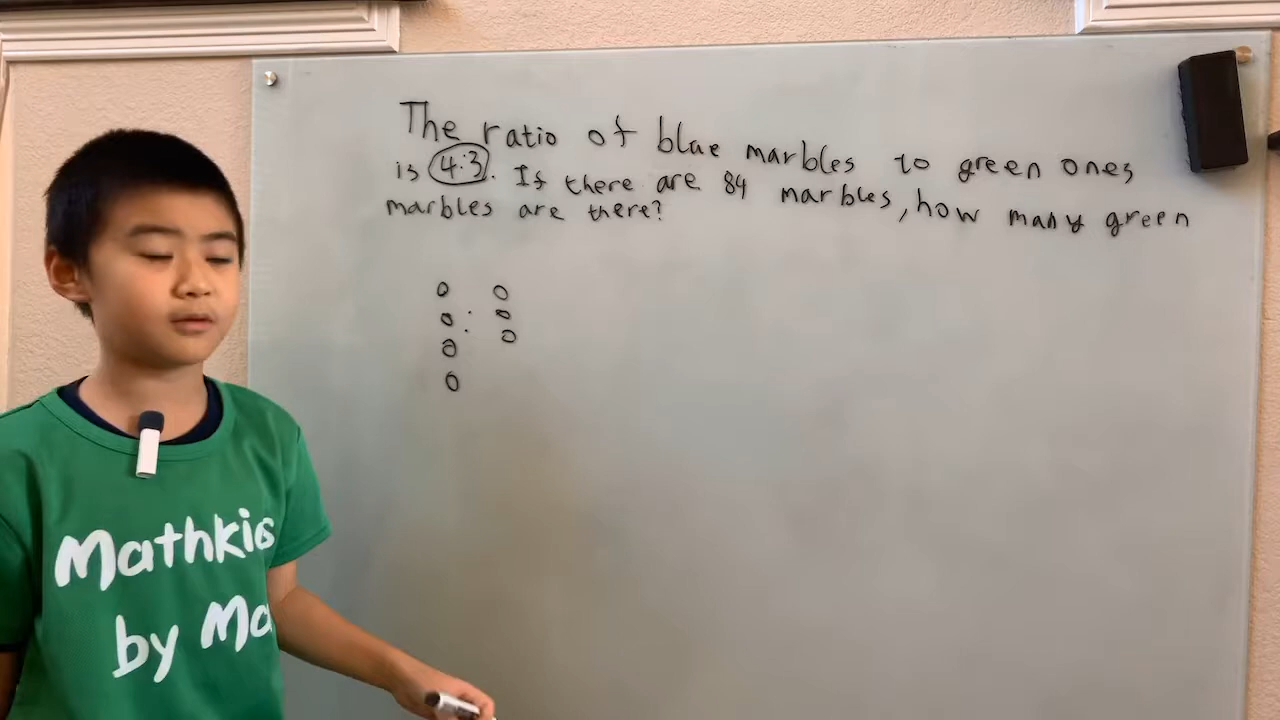 The ratio of blue marbles to green ones
is 4:3. If there are 84 marbles, how many green
marbles are there?
:
Mathkids
by Ma